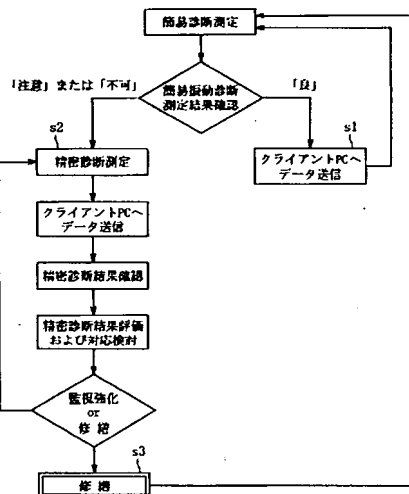 簡易診断測定
「注意」または「不可」
簡易振動診断
測定結果確認
「良」
s2
s1
精密診断測定
クライアントPCへ
データ送信
クライアントPCへ
データ送信
精密診断結果確認
精密診断結果評価
および対応検討
監視強化
or
修 繕
s3
修 繕